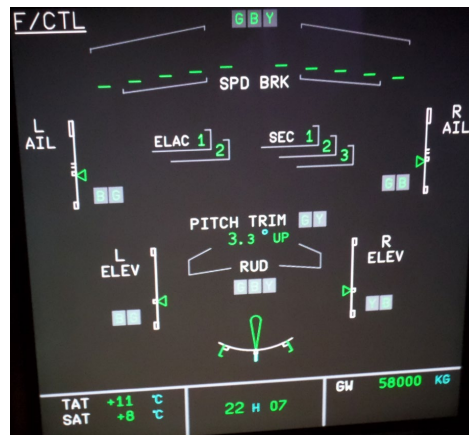 F/CTL
G B Y
SPD BRK
L AIL
R AIL
ELAC 1 2
SEC 1 2 3
B G
G B
PITCH TRIM G Y
3.3 ° UP
L ELEV
R ELEV
RUD
G B Y
TAT +11 °C
SAT +8 °C
22 H 07
GW 58000 KG